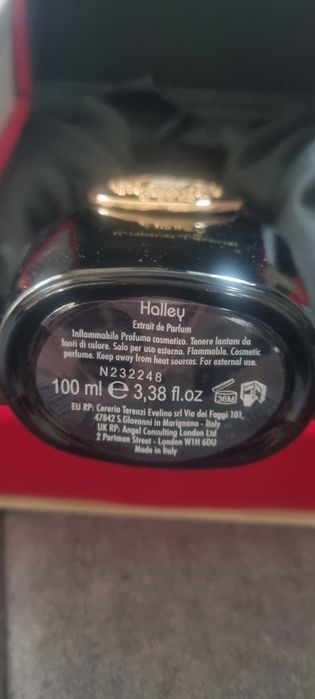 Halley
Extrait de Parfum
Inflammabile Profumo cosmetico. Tenere lontani da
fonti di calore. Solo per uso esterno. Flammable. Cosmetic
perfume. Keep away from heat sources. For external use.
N232248
100 ml e 3,38 fl.oz 36M
EU RP: Cereria Terenzi Evelino srl Via dei Faggi 101,
47842 S.Giovanni in Marignano - Italy
UK RP: Angel Consulting London Ltd
2 Portman Street - London W1H 6DU
Made in Italy